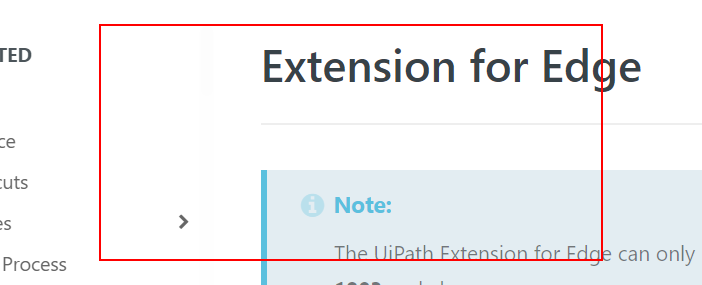 TED
ce
cuts
es
Process
Extension for Edge
Note:
The UiPath Extension for Edge can only